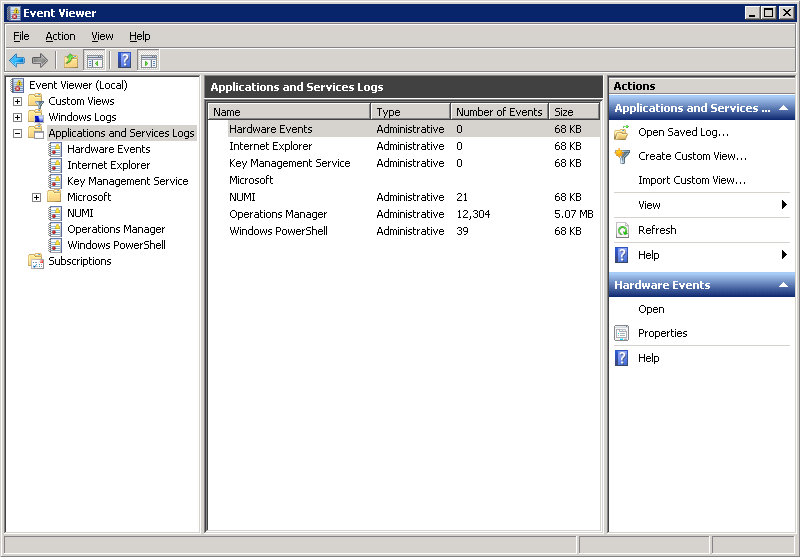 Event Viewer
File Action View Help
Event Viewer (Local)
Custom Views
Windows Logs
Applications and Services Logs
Hardware Events
Internet Explorer
Key Management Service
Microsoft
NUMI
Operations Manager
Windows PowerShell
Subscriptions
Applications and Services Logs
Name Type Number of Events Size
Hardware Events Administrative 0 68 KB
Internet Explorer Administrative 0 68 KB
Key Management Service Administrative 0 68 KB
Microsoft
NUMI Administrative 21 68 KB
Operations Manager Administrative 12,304 5.07 MB
Windows PowerShell Administrative 39 68 KB
Actions
Applications and Services ...
Open Saved Log...
Create Custom View...
Import Custom View...
View
Refresh
Help
Hardware Events
Open
Properties
Help